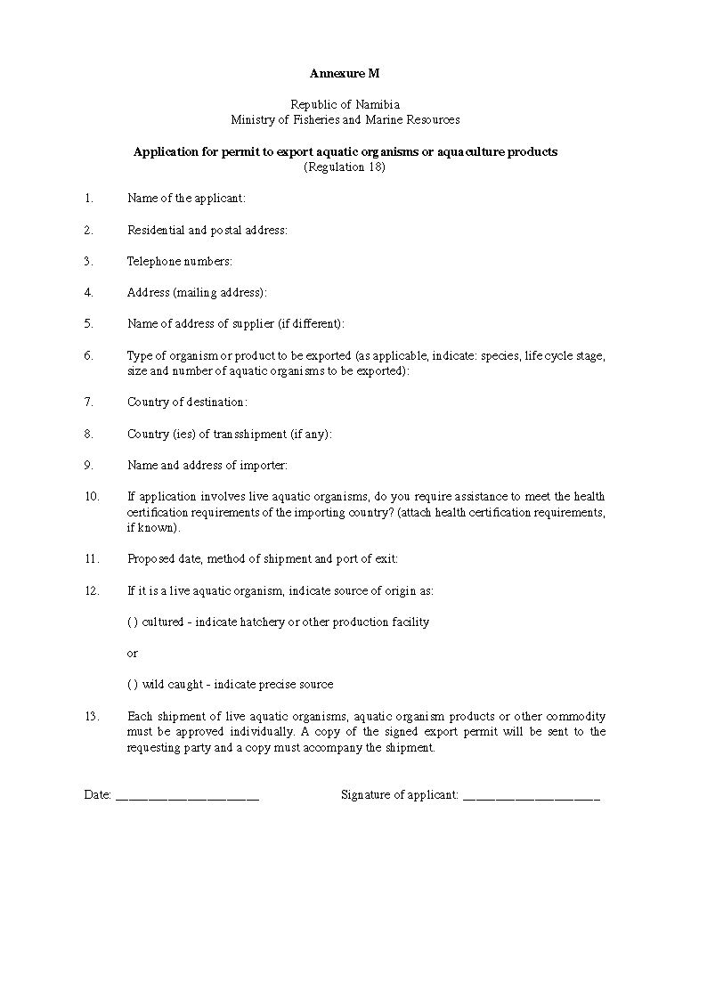 Annexure M
Republic of Namibia
Ministry of Fisheries and Marine Resources
Application for permit to export aquatic organisms or aquaculture products
(Regulation 18)
1. Name of the applicant:
2. Residential and postal address:
3. Telephone numbers:
4. Address (mailing address):
5. Name of address of supplier (if different):
6. Type of organism or product to be exported (as applicable, indicate: species, life cycle stage,
size and number of aquatic organisms to be exported):
7. Country of destination:
8. Country (ies) of transshipment (if any):
9. Name and address of importer:
10. If application involves live aquatic organisms, do you require assistance to meet the health
certification requirements of the importing country? (attach health certification requirements,
if known).
11. Proposed date, method of shipment and port of exit:
12. If it is a live aquatic organism, indicate source of origin as:
( ) cultured - indicate hatchery or other production facility
or
( ) wild caught - indicate precise source
13. Each shipment of live aquatic organisms, aquatic organism products or other commodity
must be approved individually. A copy of the signed export permit will be sent to the
requesting party and a copy must accompany the shipment.
Date: ______________________ Signature of applicant: _____________________